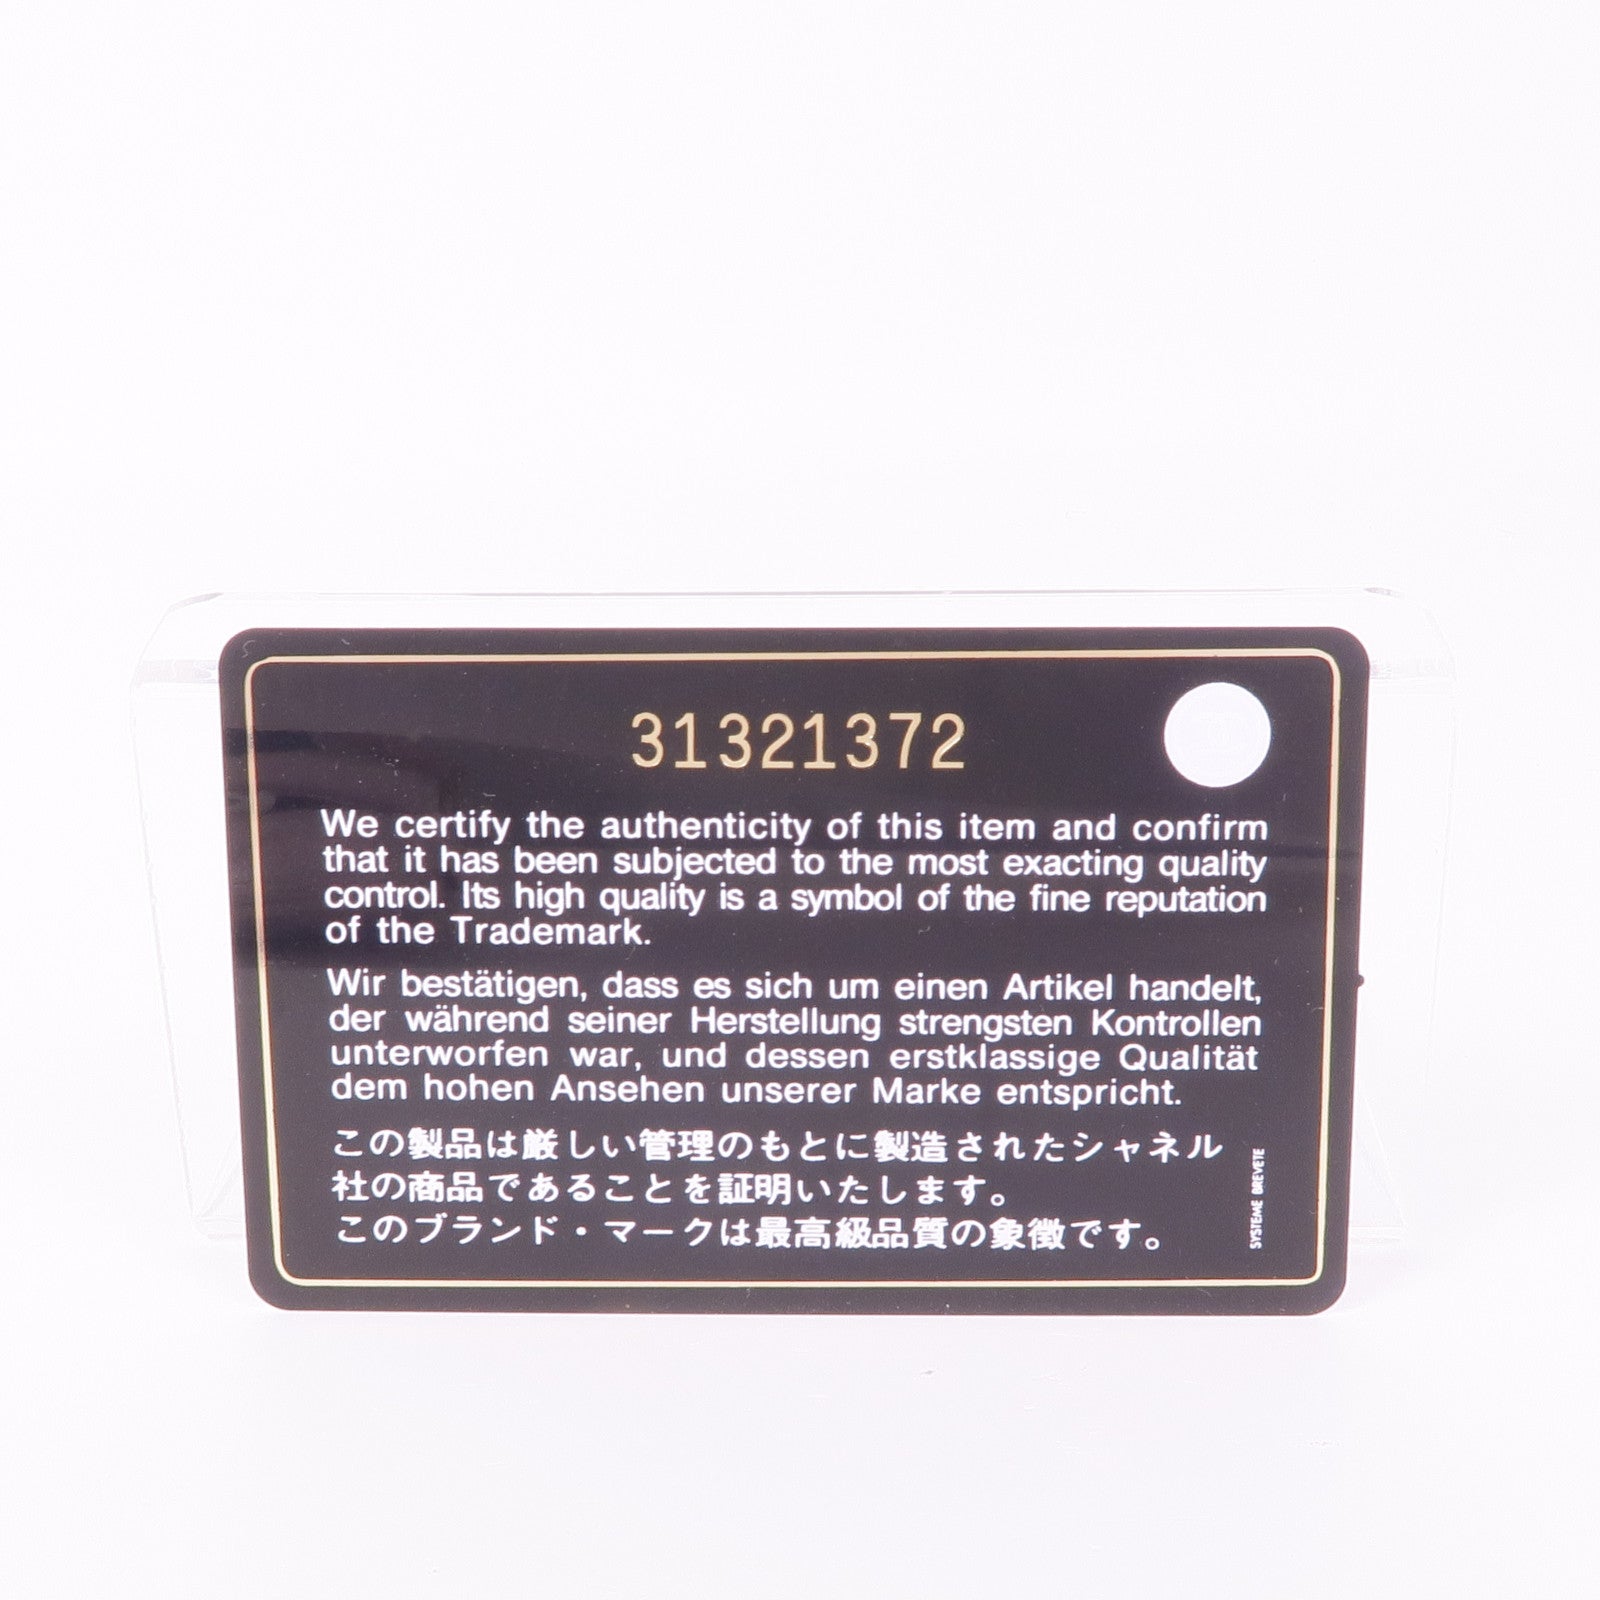 31321372
We certify the authenticity of this item and confirm
that it has been subjected to the most exacting quality
control. Its high quality is a symbol of the fine reputation
of the Trademark.
Wir bestätigen, dass es sich um einen Artikel handelt,
der während seiner Herstellung strengsten Kontrollen
unterworfen war, und dessen erstklassige Qualität
dem hohen Ansehen unserer Marke entspricht.
この製品は厳しい管理のもとに製造されたシャネル
社の商品であることを証明いたします。
このブランド・マークは最高級品質の象徴です。
SYSTEME BREVETE